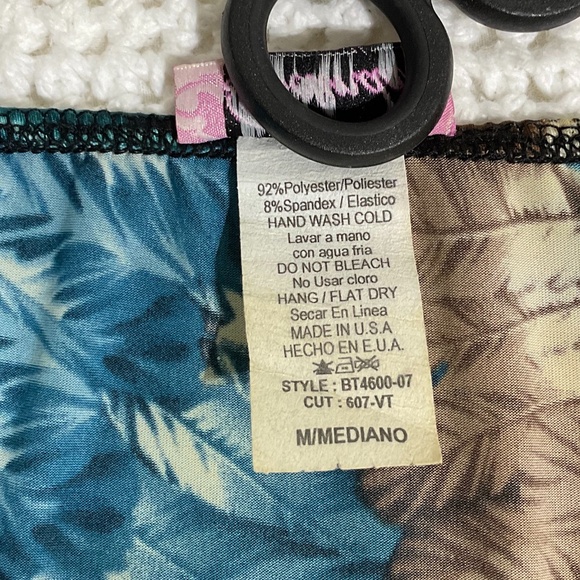 92%Polyester/Poliester
8%Spandex / Elastico
HAND WASH COLD
Lavar a mano
con agua fria
DO NOT BLEACH
No Usar cloro
HANG / FLAT DRY
Secar En Linea
MADE IN U.S.A
HECHO EN E.U.A.
STYLE : BT4600-07
CUT : 607-VT
M/MEDIANO